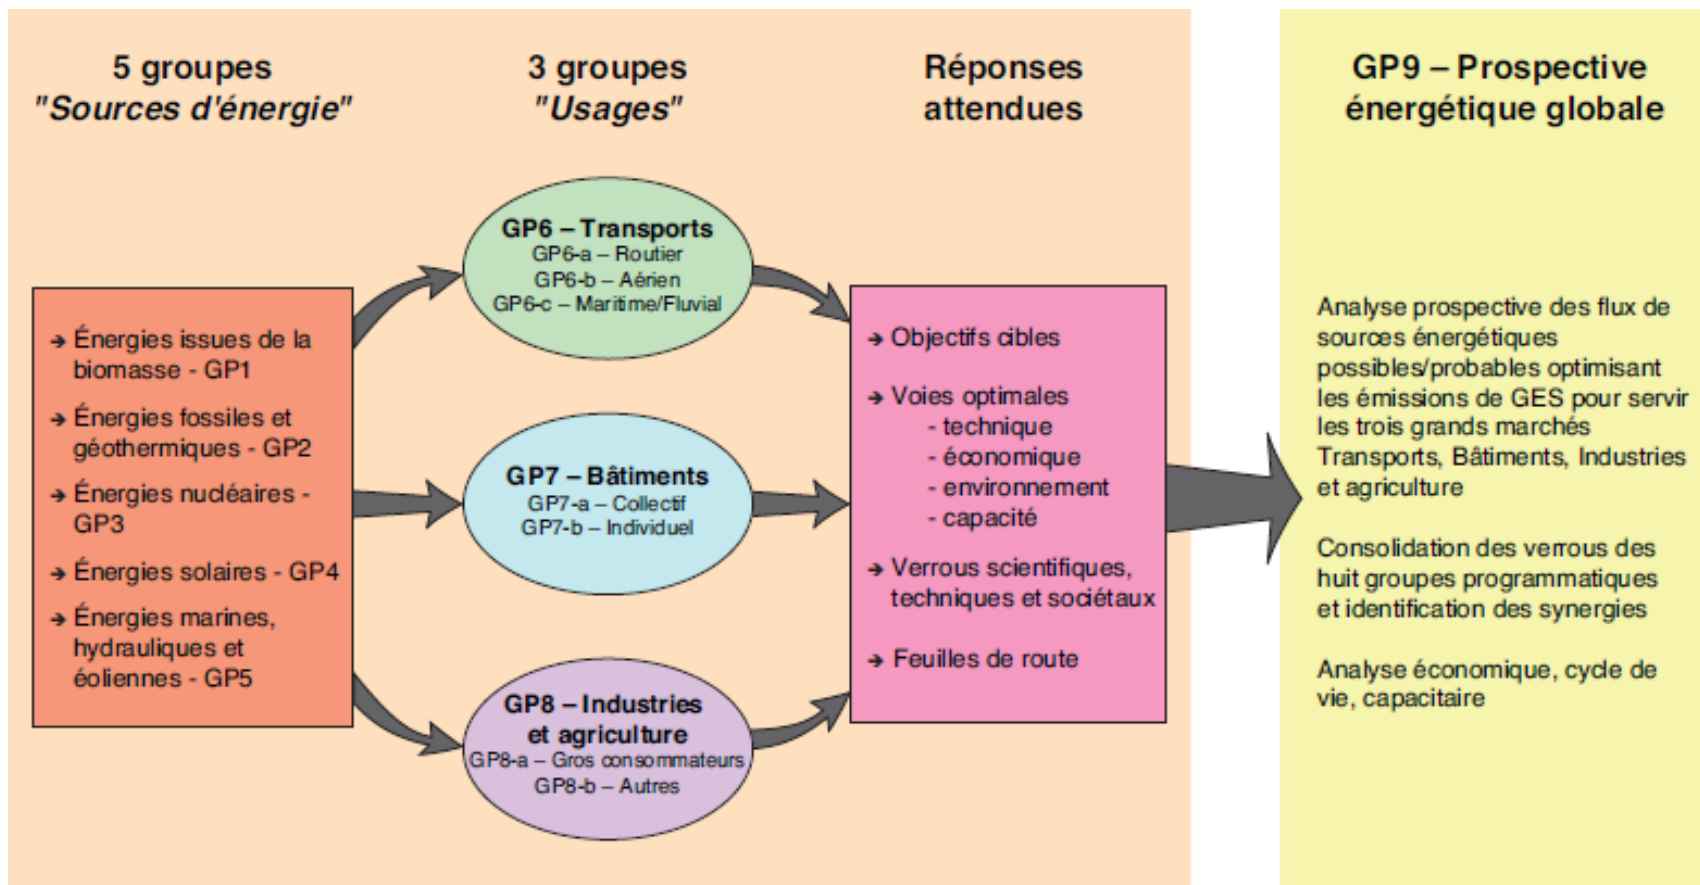 5 groupes
"Sources d'énergie"
3 groupes
"Usages"
Réponses
attendues
GP9 – Prospective
énergétique globale
➔ Énergies issues de la
biomasse - GP1
➔ Énergies fossiles et
géothermiques - GP2
➔ Énergies nucléaires -
GP3
➔ Énergies solaires - GP4
➔ Énergies marines,
hydrauliques et
éoliennes - GP5
GP6 – Transports
GP6-a – Routier
GP6-b – Aérien
GP6-c – Maritime/Fluvial
GP7 – Bâtiments
GP7-a – Collectif
GP7-b – Individuel
GP8 – Industries
et agriculture
GP8-a – Gros consommateurs
GP8-b – Autres
➔ Objectifs cibles
➔ Voies optimales
- technique
- économique
- environnement
- capacité
➔ Verrous scientifiques,
techniques et sociétaux
➔ Feuilles de route
Analyse prospective des flux de
sources énergétiques
possibles/probables optimisant
les émissions de GES pour servir
les trois grands marchés
Transports, Bâtiments, Industries
et agriculture
Consolidation des verrous des
huit groupes programmatiques
et identification des synergies
Analyse économique, cycle de
vie, capacitaire